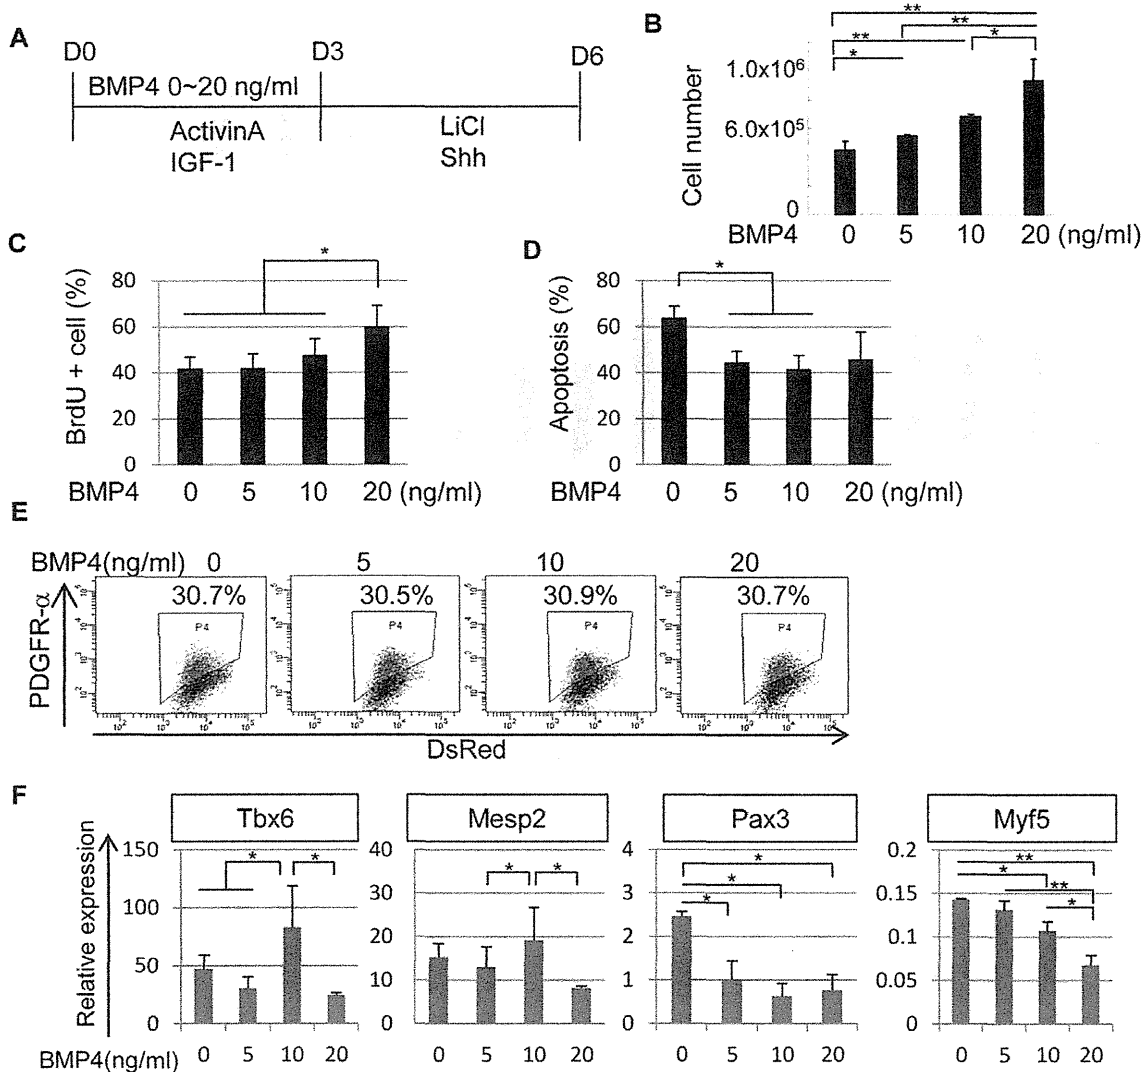 A
D0 D3 D6
BMP4 0~20 ng/ml
ActivinA LiCl
IGF-1 Shh
B
**
**
** *
*
Cell number
1.0x10⁶
6.0x10⁵
0
BMP4 0 5 10 20 (ng/ml)
C
*
BrdU + cell (%)
80
60
40
20
0
BMP4 0 5 10 20 (ng/ml)
D
*
Apoptosis (%)
80
60
40
20
0
BMP4 0 5 10 20 (ng/ml)
E
BMP4(ng/ml) 0 5 10 20
30.7% 30.5% 30.9% 30.7%
P4 P4 P4 P4
PDGFR-α
DsRed
F
Relative expression
Tbx6
150
100
50
0
* *
0 5 10 20
Mesp2
40
30
20
10
0
* *
0 5 10 20
Pax3
4
3
2
1
0
*
*
*
0 5 10 20
Myf5
0.2
0.15
0.1
0.05
0
**
*
**
*
0 5 10 20
BMP4(ng/ml)